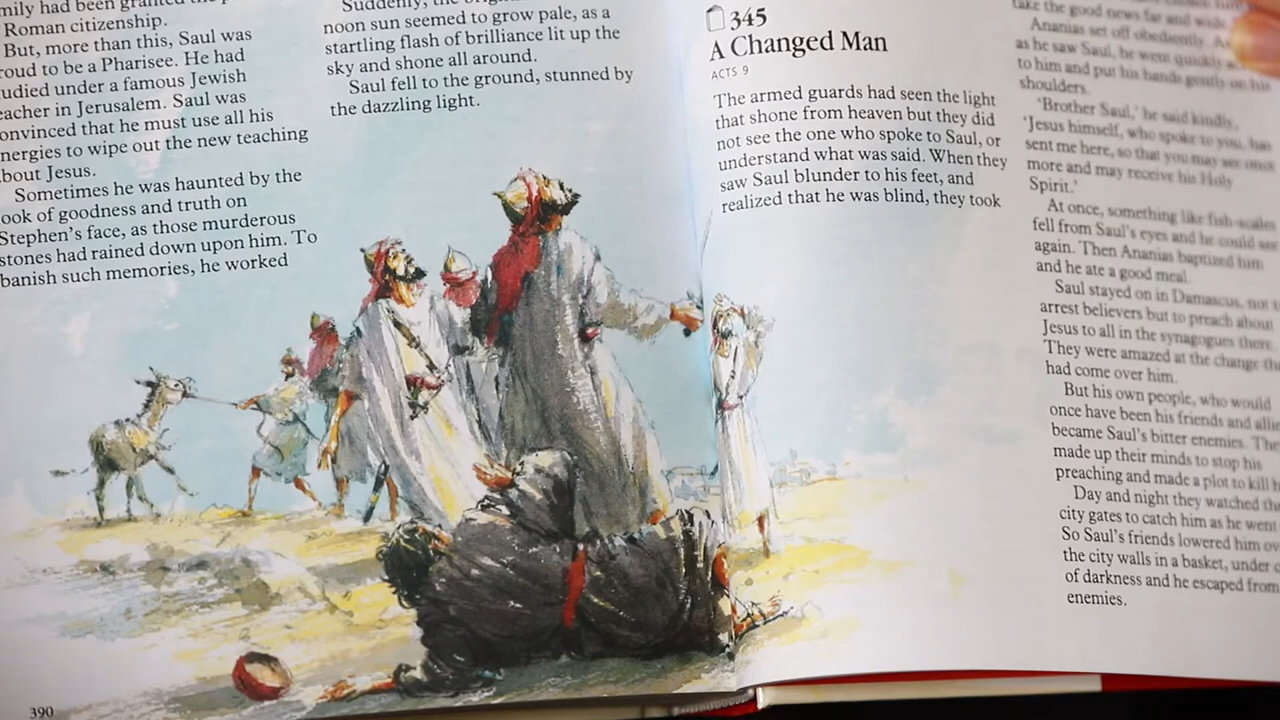 Roman citizenship.
But, more than this, Saul was
roud to be a Pharisee. He had
udied under a famous Jewish
eacher in Jerusalem. Saul was
onvinced that he must use all his
nergies to wipe out the new teaching
bout Jesus.
Sometimes he was haunted by the
ook of goodness and truth on
Stephen's face, as those murderous
stones had rained down upon him. To
banish such memories, he worked
390
Suddenly, the
noon sun seemed to grow pale, as a
startling flash of brilliance lit up the
sky and shone all around.
Saul fell to the ground, stunned by
the dazzling light.
345
A Changed Man
ACTS 9
The armed guards had seen the light
that shone from heaven but they did
not see the one who spoke to Saul, or
understand what was said. When they
saw Saul blunder to his feet, and
realized that he was blind, they took
take the good news far and wide
Ananias set off obediently.
as he saw Saul, he went quickly
to him and put his hands gently on his
shoulders.
'Brother Saul,' he said kindly,
'Jesus himself, who spoke to you, has
sent me here, so that you may see once
more and may receive his Holy
Spirit.'
At once, something like fish-scales
fell from Saul's eyes and he could see
again. Then Ananias baptized him
and he ate a good meal.
Saul stayed on in Damascus, not
arrest believers but to preach about
Jesus to all in the synagogues there.
They were amazed at the change th
had come over him.
But his own people, who would
once have been his friends and allie
became Saul's bitter enemies. The
made up their minds to stop his
preaching and made a plot to kill h
Day and night they watched th
city gates to catch him as he went
So Saul's friends lowered him ov
the city walls in a basket, under c
of darkness and he escaped from
enemies.